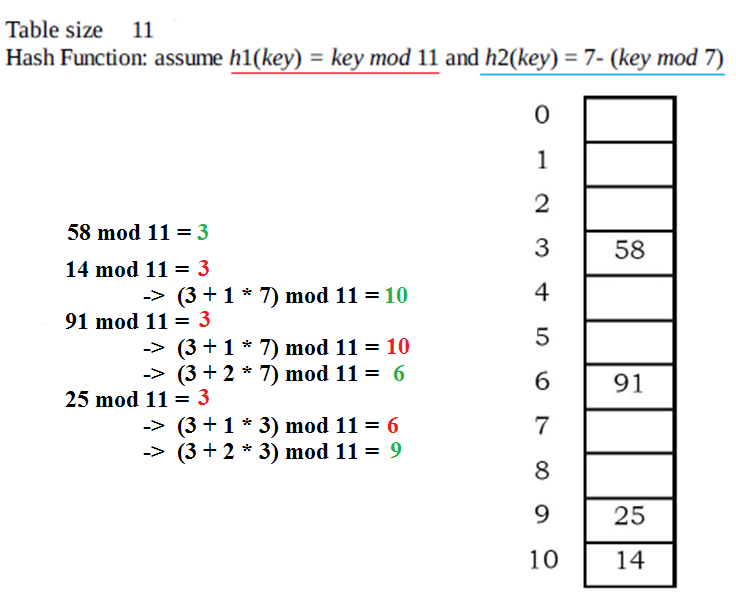 Table size 11
Hash Function: assume h1(key) = key mod 11 and h2(key) = 7- (key mod 7)
58 mod 11 = 3
14 mod 11 = 3
-> (3 + 1 * 7) mod 11 = 10
91 mod 11 = 3
-> (3 + 1 * 7) mod 11 = 10
-> (3 + 2 * 7) mod 11 = 6
25 mod 11 = 3
-> (3 + 1 * 3) mod 11 = 6
-> (3 + 2 * 3) mod 11 = 9
0
1
2
3 58
4
5
6 91
7
8
9 25
10 14